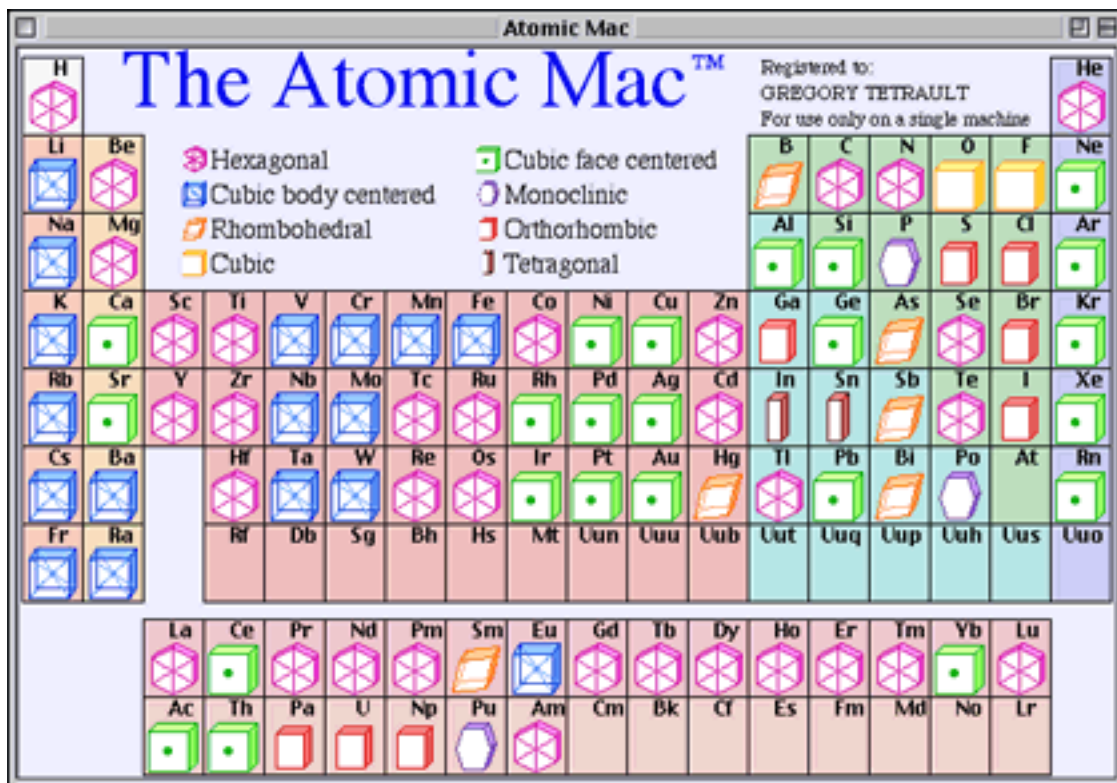 Atomic Mac
The Atomic Mac™
Registered to:
GREGORY TETRAULT
For use only on a single machine
H He
Hexagonal Cubic face centered
Cubic body centered Monoclinic
Rhombohedral Orthorhombic
Cubic Tetragonal
Li Be B C N O F Ne
Na Mg Al Si P S Cl Ar
K Ca Sc Ti V Cr Mn Fe Co Ni Cu Zn Ga Ge As Se Br Kr
Rb Sr Y Zr Nb Mo Tc Ru Rh Pd Ag Cd In Sn Sb Te I Xe
Cs Ba Hf Ta W Re Os Ir Pt Au Hg Tl Pb Bi Po At Rn
Fr Ra Rf Db Sg Bh Hs Mt Uun Uuu Uub Uut Uuq Uup Uuh Uus Uuo
La Ce Pr Nd Pm Sm Eu Gd Tb Dy Ho Er Tm Yb Lu
Ac Th Pa U Np Pu Am Cm Bk Cf Es Fm Md No Lr